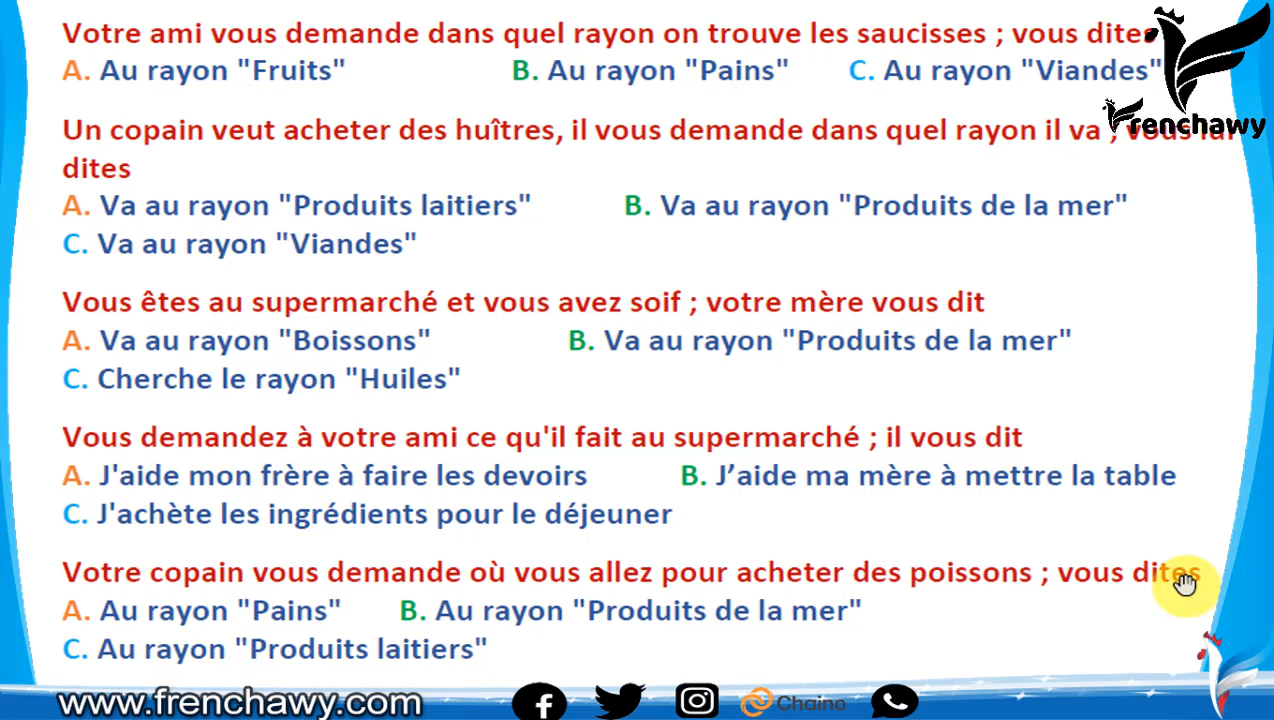 Votre ami vous demande dans quel rayon on trouve les saucisses ; vous dites
A. Au rayon "Fruits" B. Au rayon "Pains" C. Au rayon "Viandes"
Frenchawy
Un copain veut acheter des huîtres, il vous demande dans quel rayon il va ; vous lui
dites
A. Va au rayon "Produits laitiers" B. Va au rayon "Produits de la mer"
C. Va au rayon "Viandes"
Vous êtes au supermarché et vous avez soif ; votre mère vous dit
A. Va au rayon "Boissons" B. Va au rayon "Produits de la mer"
C. Cherche le rayon "Huiles"
Vous demandez à votre ami ce qu'il fait au supermarché ; il vous dit
A. J'aide mon frère à faire les devoirs B. J’aide ma mère à mettre la table
C. J'achète les ingrédients pour le déjeuner
Votre copain vous demande où vous allez pour acheter des poissons ; vous dites
A. Au rayon "Pains" B. Au rayon "Produits de la mer"
C. Au rayon "Produits laitiers"
www.frenchawy.com Chaino